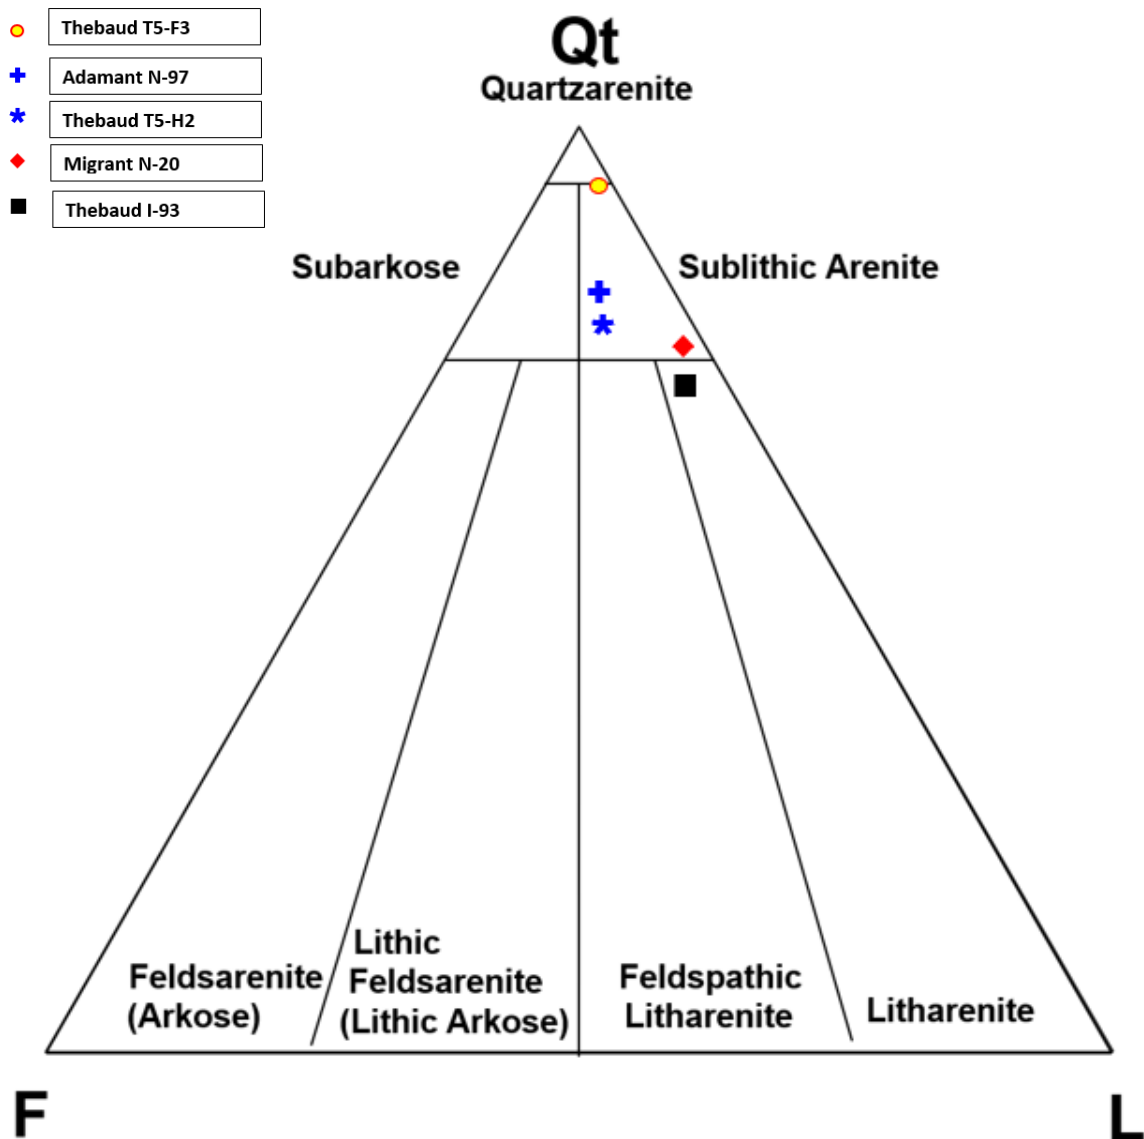 Thebaud T5-F3
Adamant N-97
Thebaud T5-H2
Migrant N-20
Thebaud I-93
Qt
Quartzarenite
Subarkose
Sublithic Arenite
Feldsarenite
(Arkose)
Lithic
Feldsarenite
(Lithic Arkose)
Feldspathic
Litharenite
Litharenite
F
L